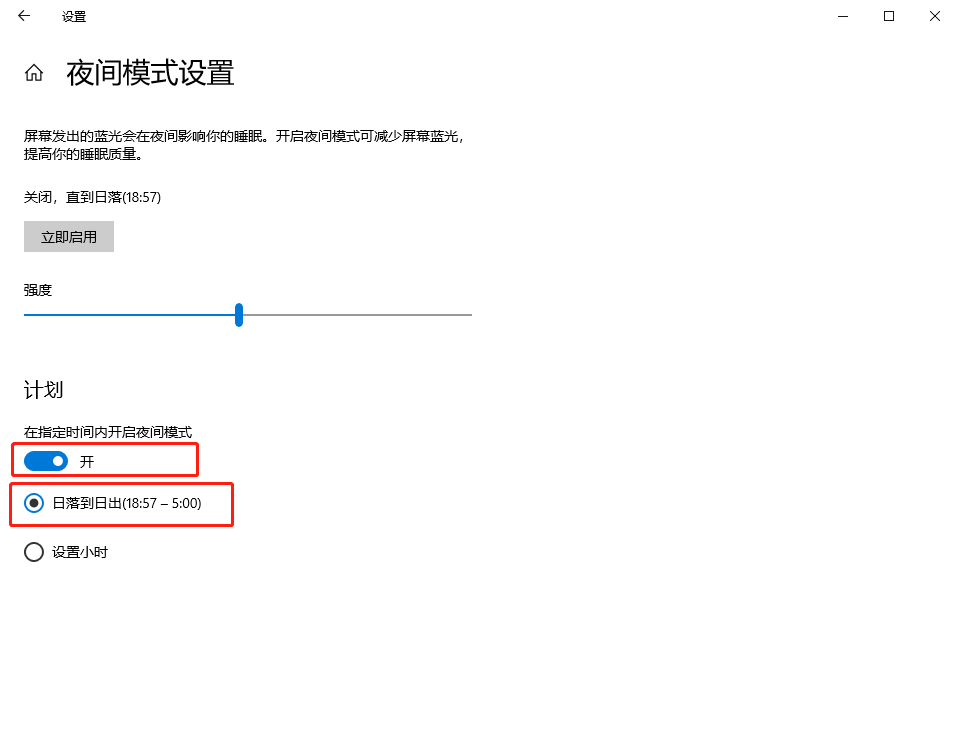 设置
夜间模式设置
屏幕发出的蓝光会在夜间影响你的睡眠。开启夜间模式可减少屏幕蓝光，
提高你的睡眠质量。
关闭，直到日落(18:57)
立即启用
强度
计划
在指定时间内开启夜间模式
开
日落到日出(18:57 – 5:00)
设置小时